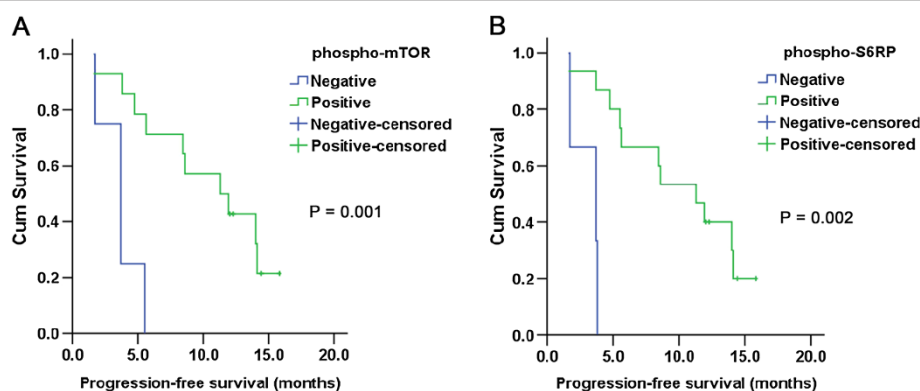 A
phospho-mTOR
Negative
Positive
Negative-censored
Positive-censored
P = 0.001
Cum Survival
1.0
0.8
0.6
0.4
0.2
0.0
0.0 5.0 10.0 15.0 20.0
Progression-free survival (months)
B
phospho-S6RP
Negative
Positive
Negative-censored
Positive-censored
P = 0.002
Cum Survival
1.0
0.8
0.6
0.4
0.2
0.0
0.0 5.0 10.0 15.0 20.0
Progression-free survival (months)